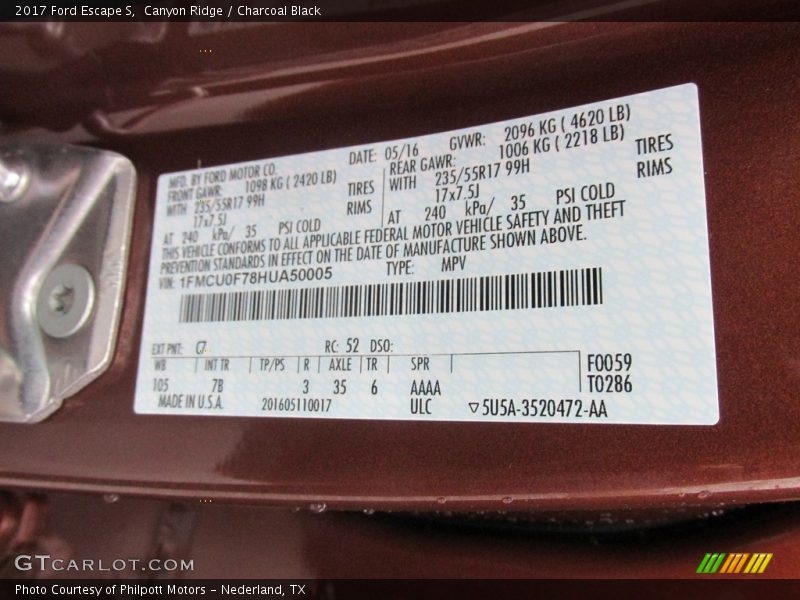 2017 Ford Escape S, Canyon Ridge / Charcoal Black
MFD. BY FORD MOTOR CO. DATE: 05/16 GVWR: 2096 KG ( 4620 LB)
FRONT GAWR: 1098 KG ( 2420 LB) REAR GAWR: 1006 KG ( 2218 LB)
WITH 235/55R17 99H TIRES WITH 235/55R17 99H TIRES
17x7.5J RIMS 17x7.5J RIMS
AT 240 kPa/ 35 PSI COLD AT 240 kPa/ 35 PSI COLD
THIS VEHICLE CONFORMS TO ALL APPLICABLE FEDERAL MOTOR VEHICLE SAFETY AND THEFT
PREVENTION STANDARDS IN EFFECT ON THE DATE OF MANUFACTURE SHOWN ABOVE.
VIN: 1FMCU0F78HUA50005 TYPE: MPV
EXT PNT: C7 RC: 52 DSO:
WB INT TR TP/PS R AXLE TR SPR F0059
105 7B 3 35 6 AAAA T0286
MADE IN U.S.A. 201605110017 ULC ▽5U5A-3520472-AA
GTCARLOT.COM
Photo Courtesy of Philpott Motors - Nederland, TX